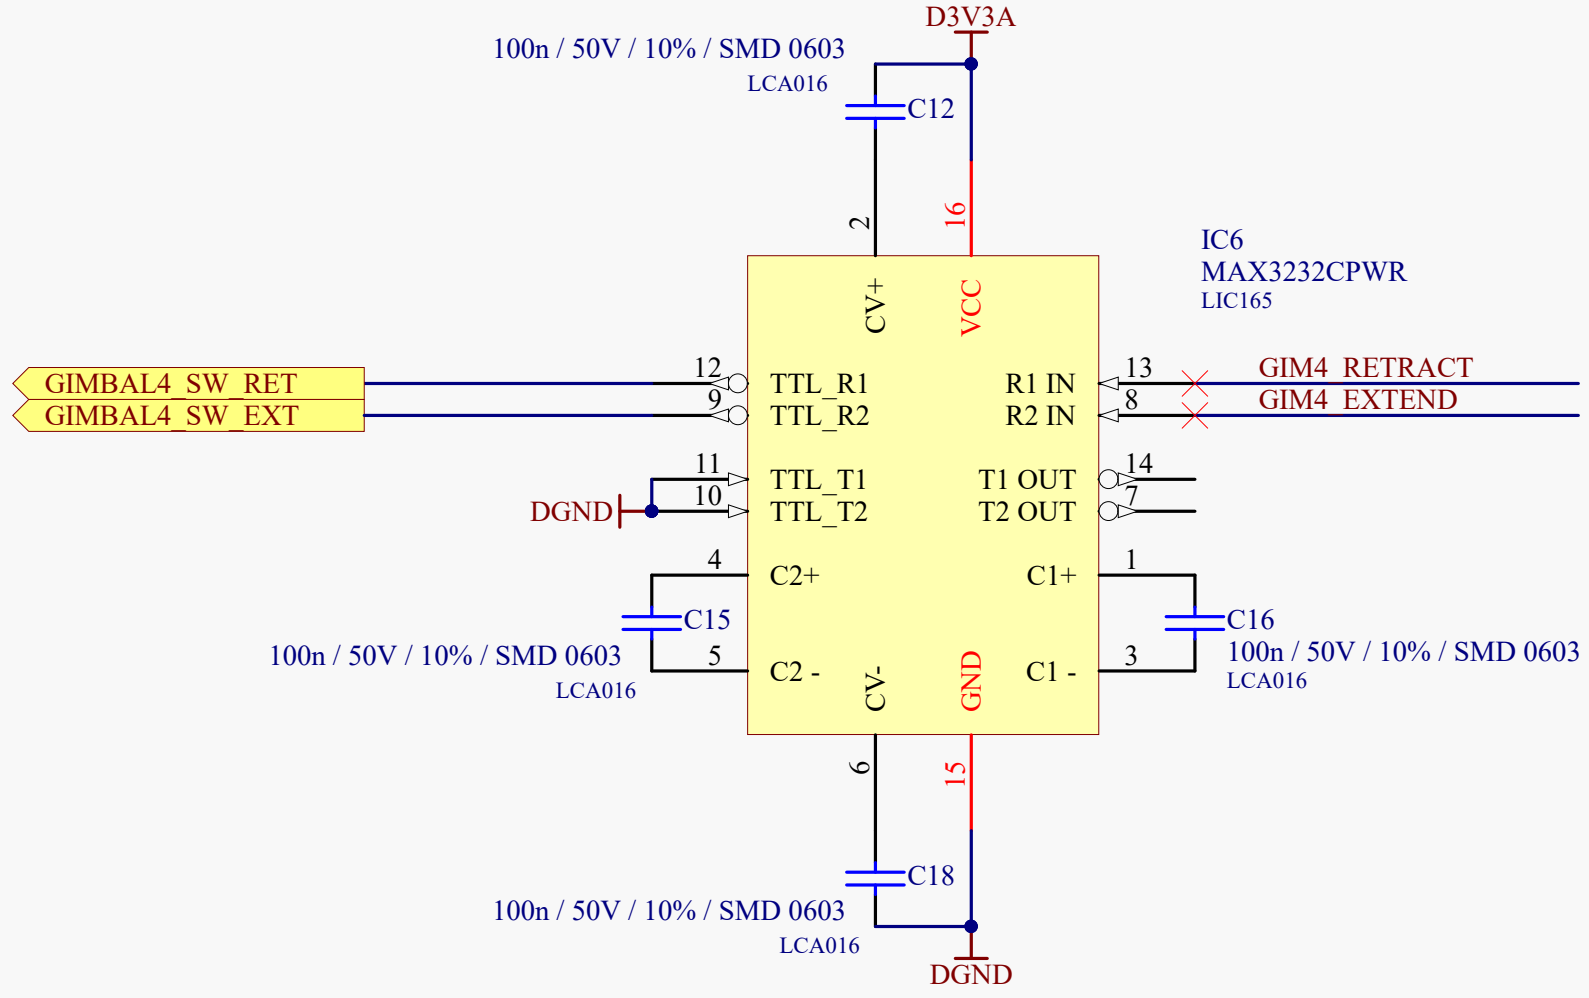 D3V3A
100n / 50V / 10% / SMD 0603
LCA016
C12
2
16
IC6
MAX3232CPWR
LIC165
CV+
VCC
GIMBAL4_SW_RET
12
TTL_R1
R1 IN
13
GIM4_RETRACT
GIMBAL4_SW_EXT
9
TTL_R2
R2 IN
8
GIM4_EXTEND
11
TTL_T1
T1 OUT
14
DGND
10
TTL_T2
T2 OUT
7
4
C2+
C1+
1
C15
C16
100n / 50V / 10% / SMD 0603
LCA016
5
C2 -
C1 -
3
100n / 50V / 10% / SMD 0603
LCA016
CV-
GND
6
15
C18
100n / 50V / 10% / SMD 0603
LCA016
DGND